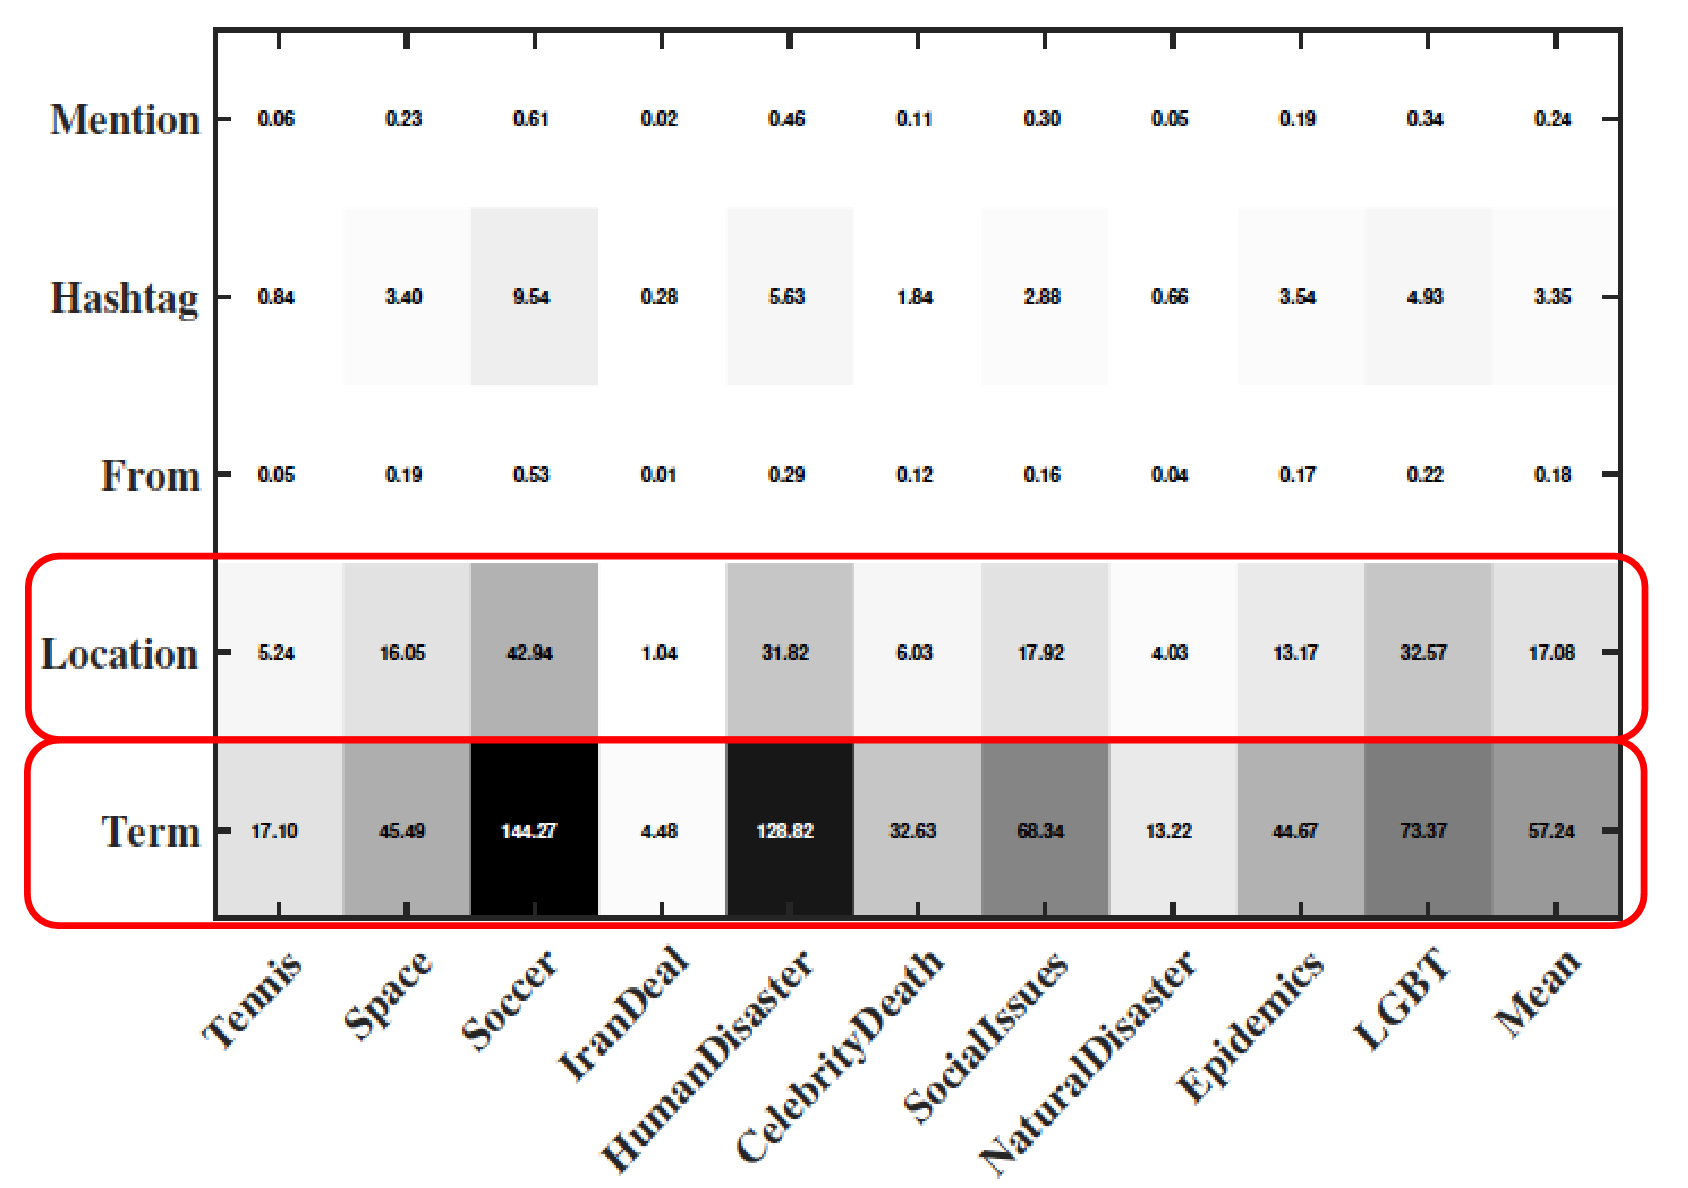 Mention 0.06 0.23 0.61 0.02 0.46 0.11 0.30 0.05 0.19 0.34 0.24
Hashtag 0.84 3.40 9.54 0.28 5.63 1.84 2.88 0.66 3.54 4.93 3.35
From 0.05 0.19 0.53 0.01 0.29 0.12 0.16 0.04 0.17 0.22 0.18
Location 5.24 16.05 42.94 1.04 31.82 6.03 17.92 4.03 13.17 32.57 17.08
Term 17.10 45.49 144.27 4.48 128.82 32.63 68.34 13.22 44.67 73.37 57.24
Tennis Space Soccer IranDeal HumanDisaster CelebrityDeath SocialIssues NaturalDisaster Epidemics LGBT Mean